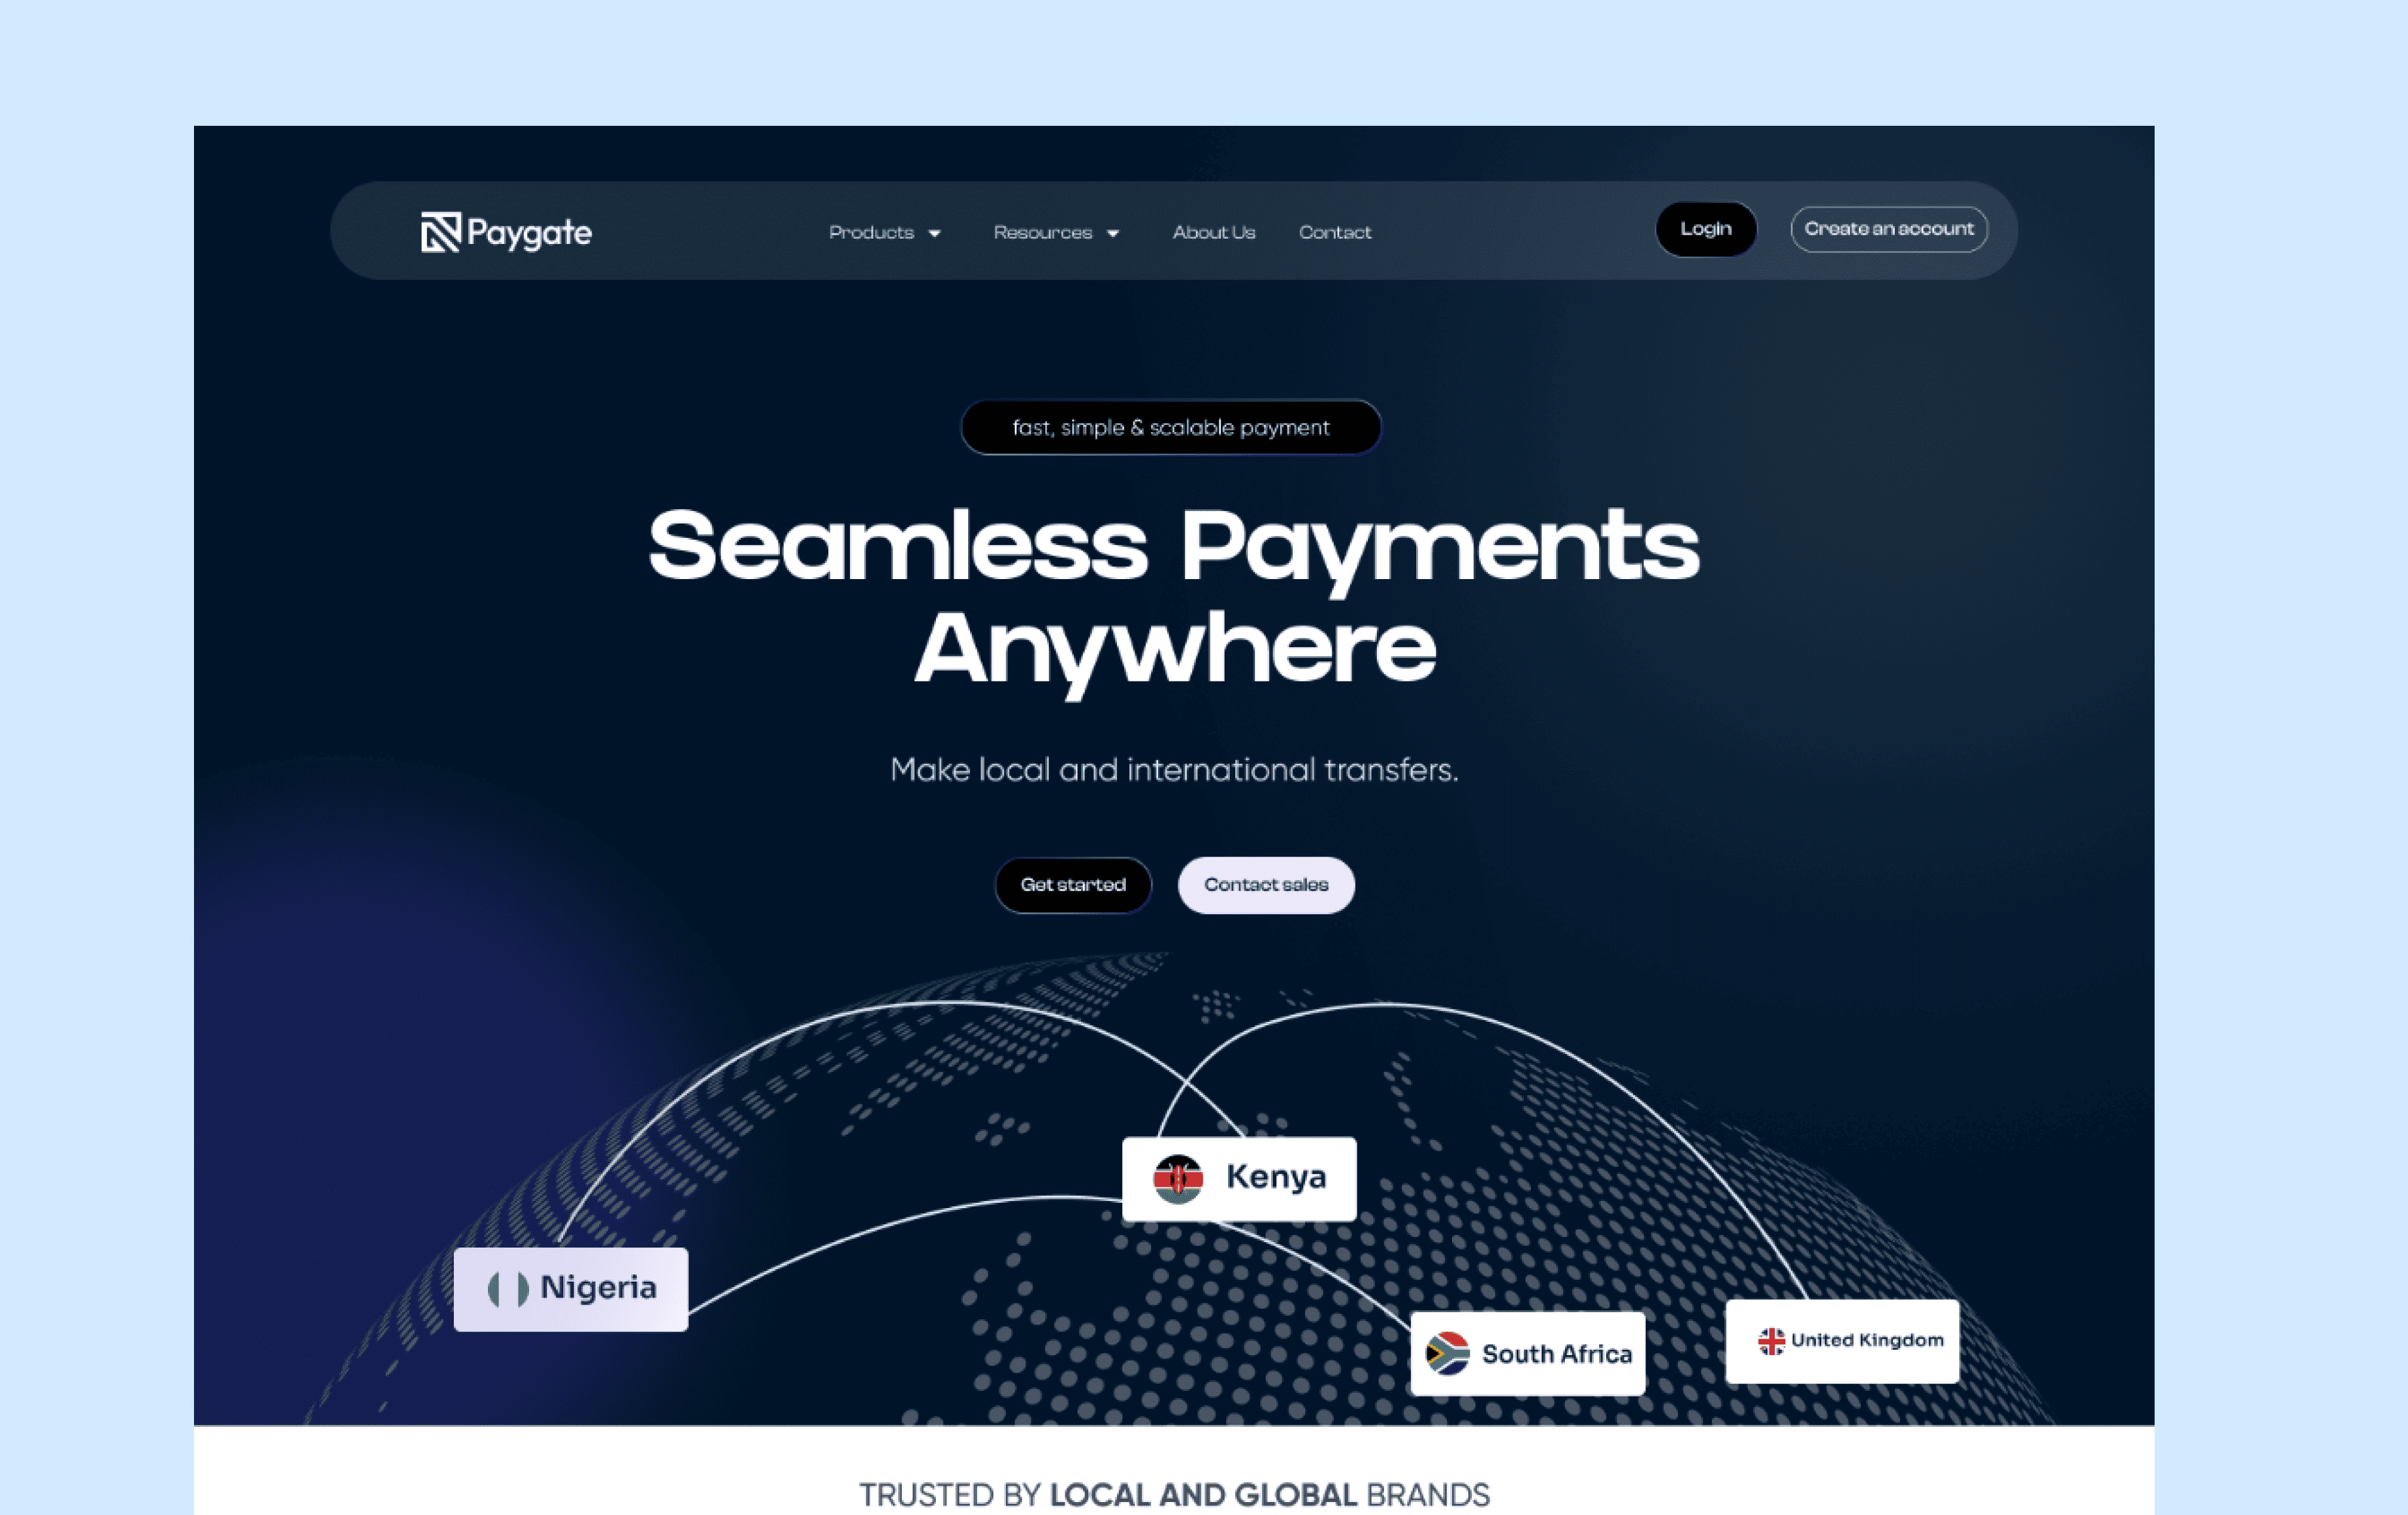 Paygate
Products
Resources
About Us
Contact
Login
Create an account
fast, simple & scalable payment
Seamless Payments
Anywhere
Make local and international transfers.
Get started
Contact sales
Kenya
Nigeria
South Africa
United Kingdom
TRUSTED BY LOCAL AND GLOBAL BRANDS